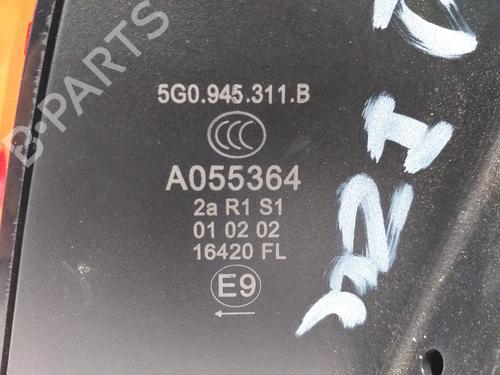 B-PARTS
5G0.945.311.B
CCC
A055364
2a R1 S1
01 02 02
16420 FL
E9